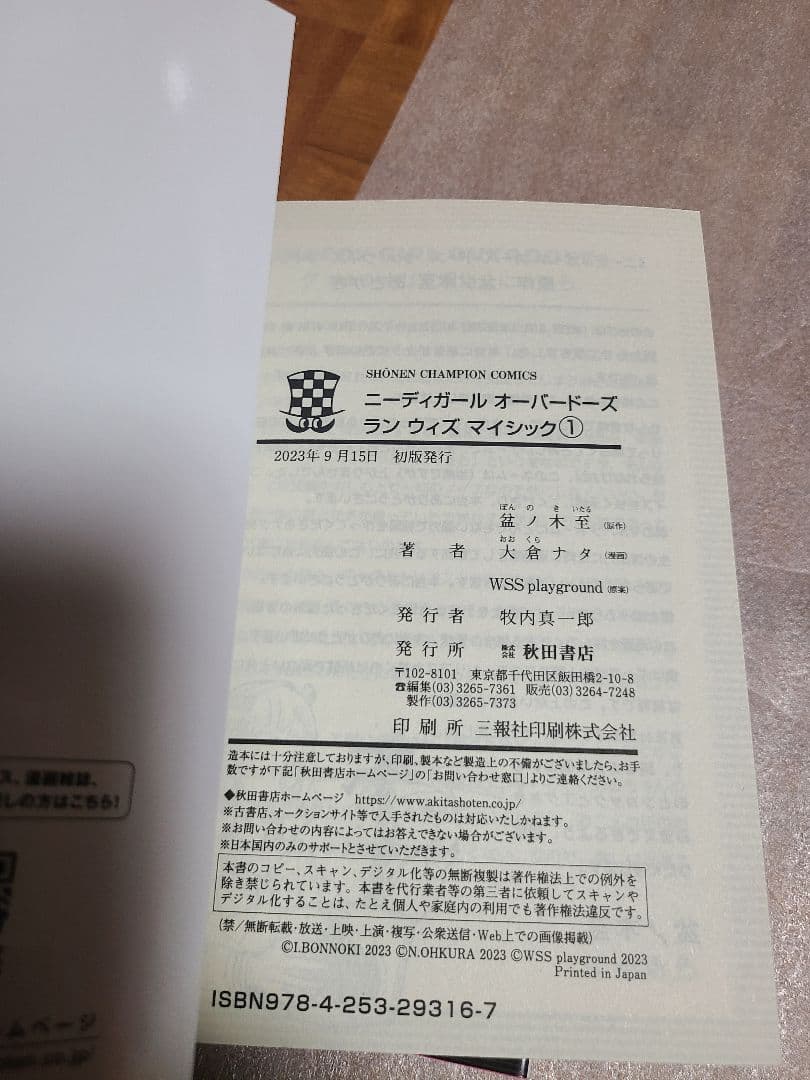 SHŌNEN CHAMPION COMICS
ニーディガール オーバードーズ
ラン ウィズ マイシック①
2023年9月15日 初版発行
ぼん の き いたる
盆ノ木至(原作)
おお くら
著者 大倉ナタ(漫画)
WSS playground(原案)
発行者 牧内真一郎
発行所 株式会社 秋田書店
〒102-8101 東京都千代田区飯田橋2-10-8
☎編集(03)3265-7361 販売(03)3264-7248
製作(03)3265-7373
印刷所 三報社印刷株式会社
造本には十分注意しておりますが、印刷、製本など製造上の不備がございましたら、お手
数ですが下記「秋田書店ホームページ」の「お問い合わせ窓口」よりご連絡ください。
◆秋田書店ホームページ https://www.akitashoten.co.jp/
※古書店、オークションサイト等で入手されたものは対応いたしかねます。
※お問い合わせの内容によってはお答えできない場合がございます。
※日本国内のみのサポートとさせていただきます。
本書のコピー、スキャン、デジタル化等の無断複製は著作権法上での例外を
除き禁じられています。本書を代行業者等の第三者に依頼してスキャンや
デジタル化することは、たとえ個人や家庭内の利用でも著作権法違反です。
(禁/無断転載・放送・上映・上演・複写・公衆送信・Web上での画像掲載)
©I.BONNOKI 2023 ©N.OHKURA 2023 ©WSS playground 2023
Printed in Japan
ISBN978-4-253-29316-7
ス、漫画雑誌、
しの方はこちら!
ームページ